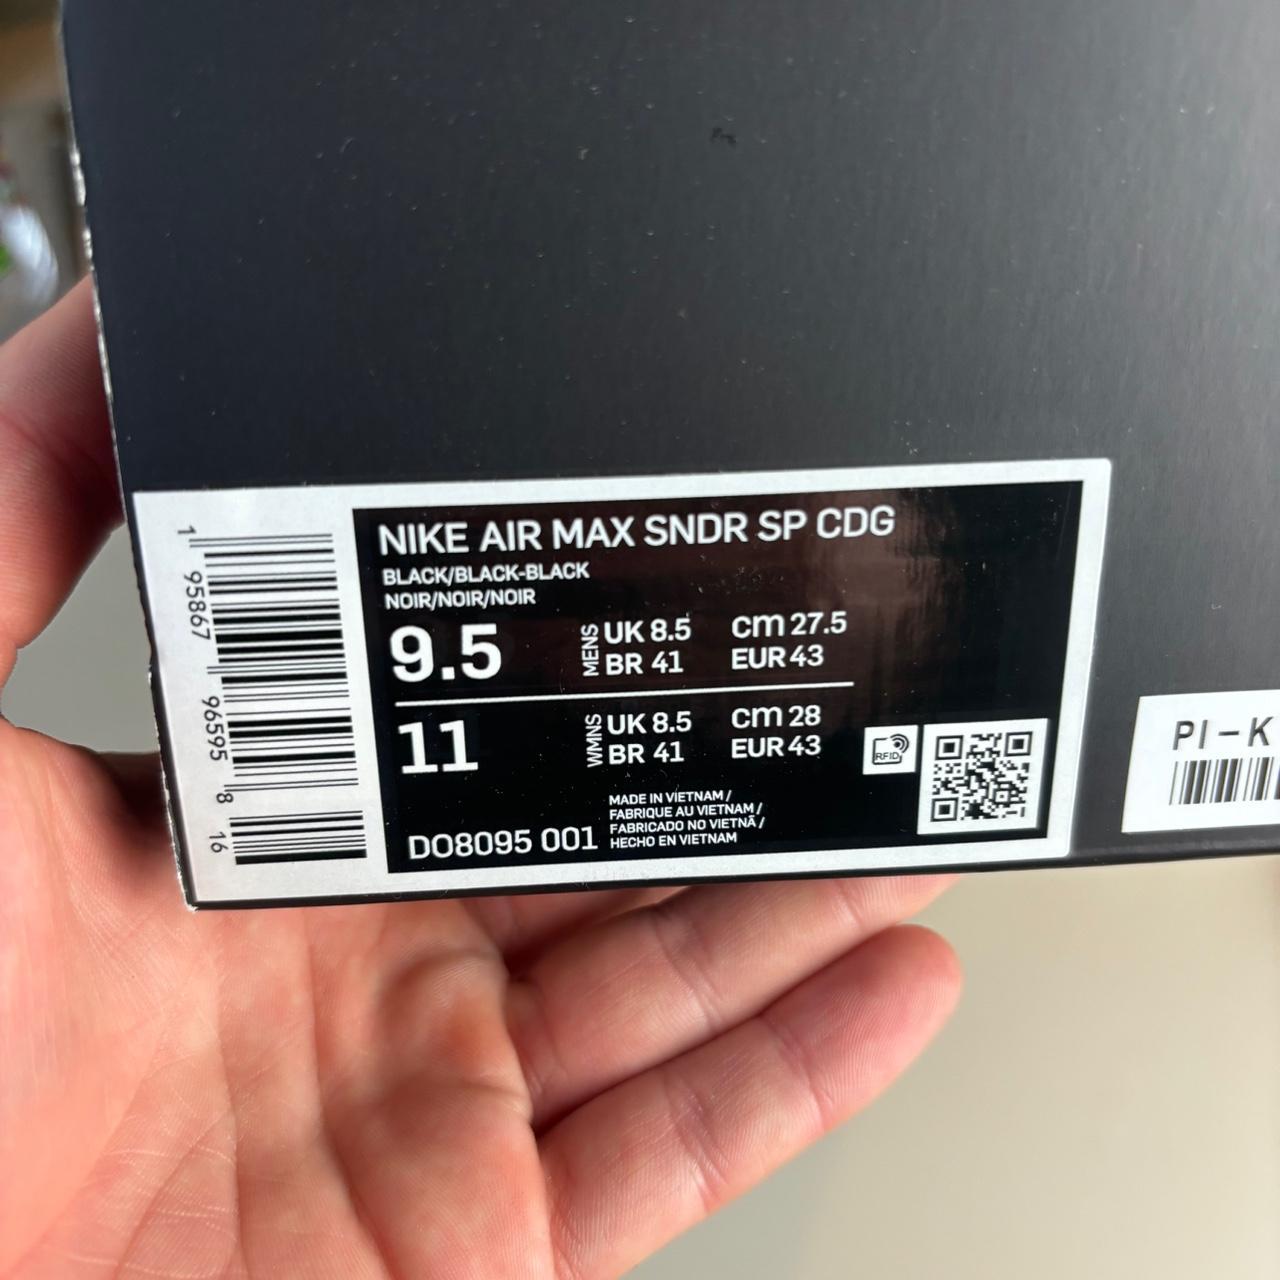 NIKE AIR MAX SNDR SP CDG
BLACK/BLACK-BLACK
NOIR/NOIR/NOIR
9.5 MENS UK 8.5 CM 27.5
BR 41 EUR 43
11 WMNS UK 8.5 CM 28
BR 41 EUR 43
RFID
DO8095 001
MADE IN VIETNAM /
FABRIQUE AU VIETNAM /
FABRICADO NO VIETNÃ /
HECHO EN VIETNAM
1 95867 96595 8 16
PI-K